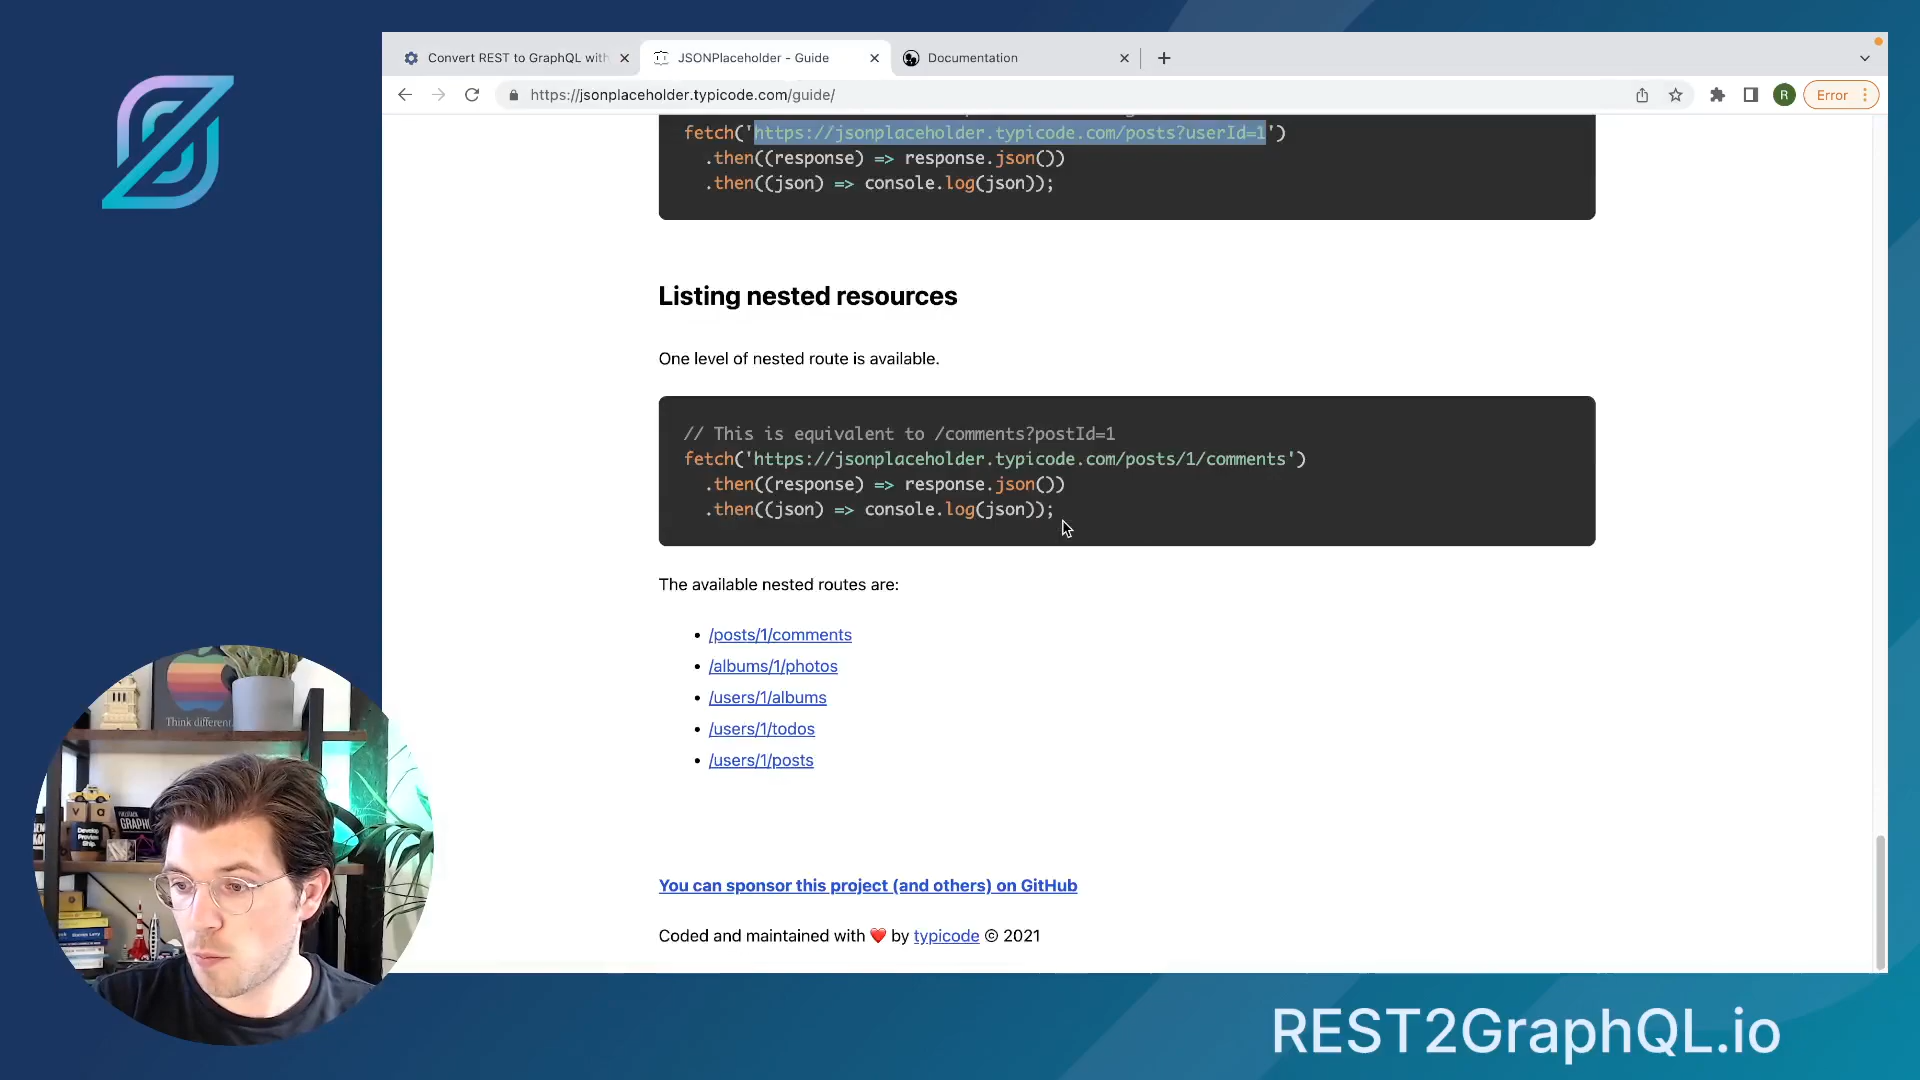 Convert REST to GraphQL with
JSONPlaceholder - Guide
Documentation
https://jsonplaceholder.typicode.com/guide/
R
Error
fetch('https://jsonplaceholder.typicode.com/posts?userId=1')
.then((response) => response.json())
.then((json) => console.log(json));
Listing nested resources
One level of nested route is available.
// This is equivalent to /comments?postId=1
fetch('https://jsonplaceholder.typicode.com/posts/1/comments')
.then((response) => response.json())
.then((json) => console.log(json));
The available nested routes are:
• /posts/1/comments
• /albums/1/photos
• /users/1/albums
• /users/1/todos
• /users/1/posts
You can sponsor this project (and others) on GitHub
Coded and maintained with ❤️ by typicode © 2021
Think different.
v a
Develop
Preview
Ship.
REST2GraphQL.io